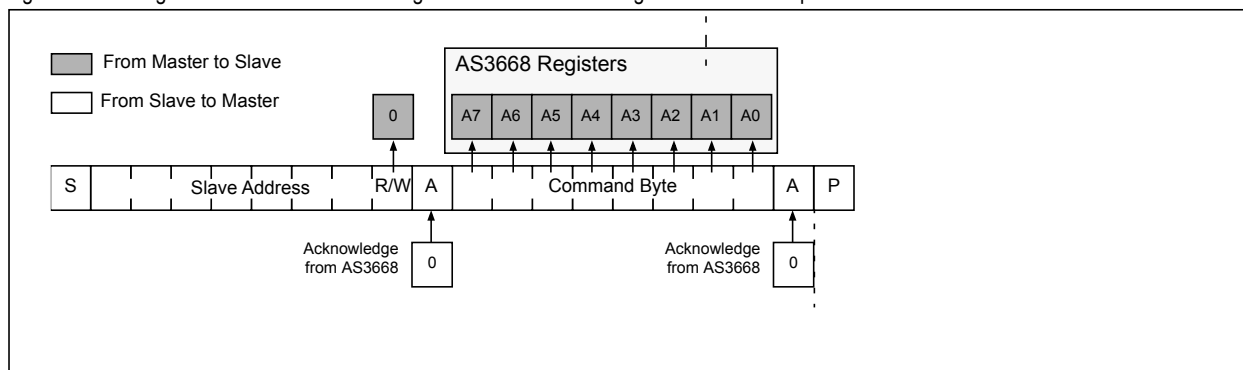 From Master to Slave
AS3668 Registers
From Slave to Master
0
A7 A6 A5 A4 A3 A2 A1 A0
S Slave Address R/W A Command Byte A P
Acknowledge
from AS3668
0
Acknowledge
from AS3668
0